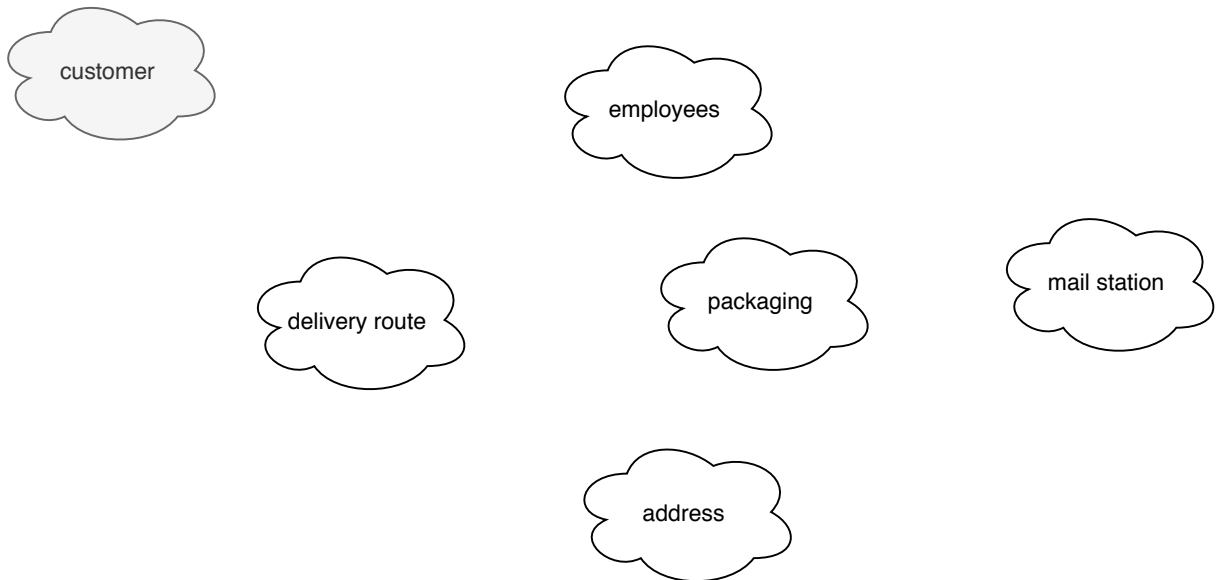 customer
employees
mail station
packaging
delivery route
address